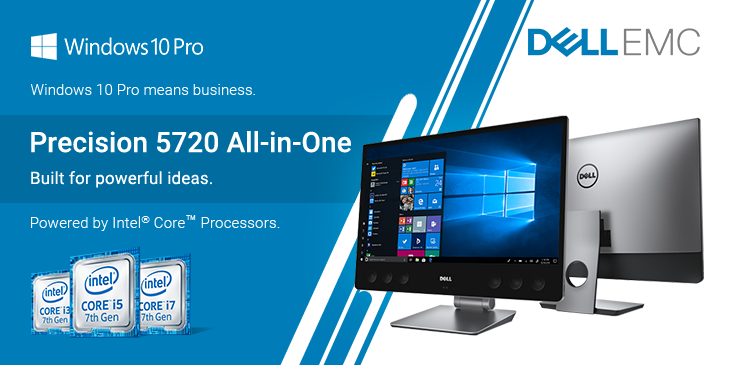 Windows 10 Pro
DELL EMC
Windows 10 Pro means business.
Precision 5720 All-in-One
Built for powerful ideas.
Powered by Intel® Core™ Processors.
intel
CORE i3
7th Gen
intel
CORE i5
7th Gen
intel
CORE i7
7th Gen
DELL
DELL